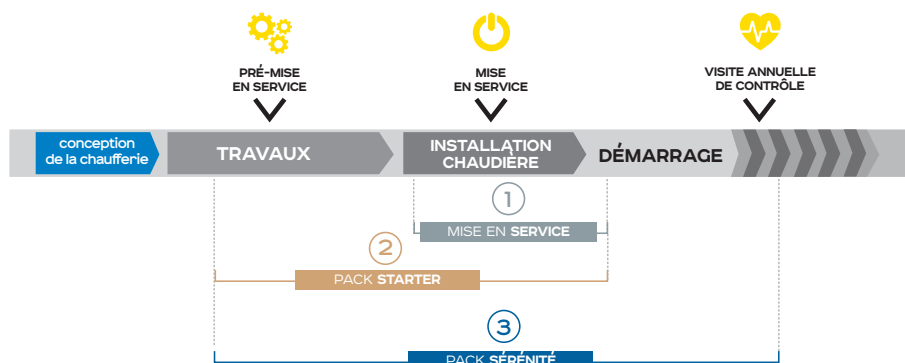 PRÉ-MISE
EN SERVICE
MISE
EN SERVICE
VISITE ANNUELLE
DE CONTRÔLE
conception
de la chaufferie
TRAVAUX
INSTALLATION
CHAUDIÈRE
DÉMARRAGE
1
MISE EN SERVICE
2
PACK STARTER
3
PACK SÉRÉNITÉ